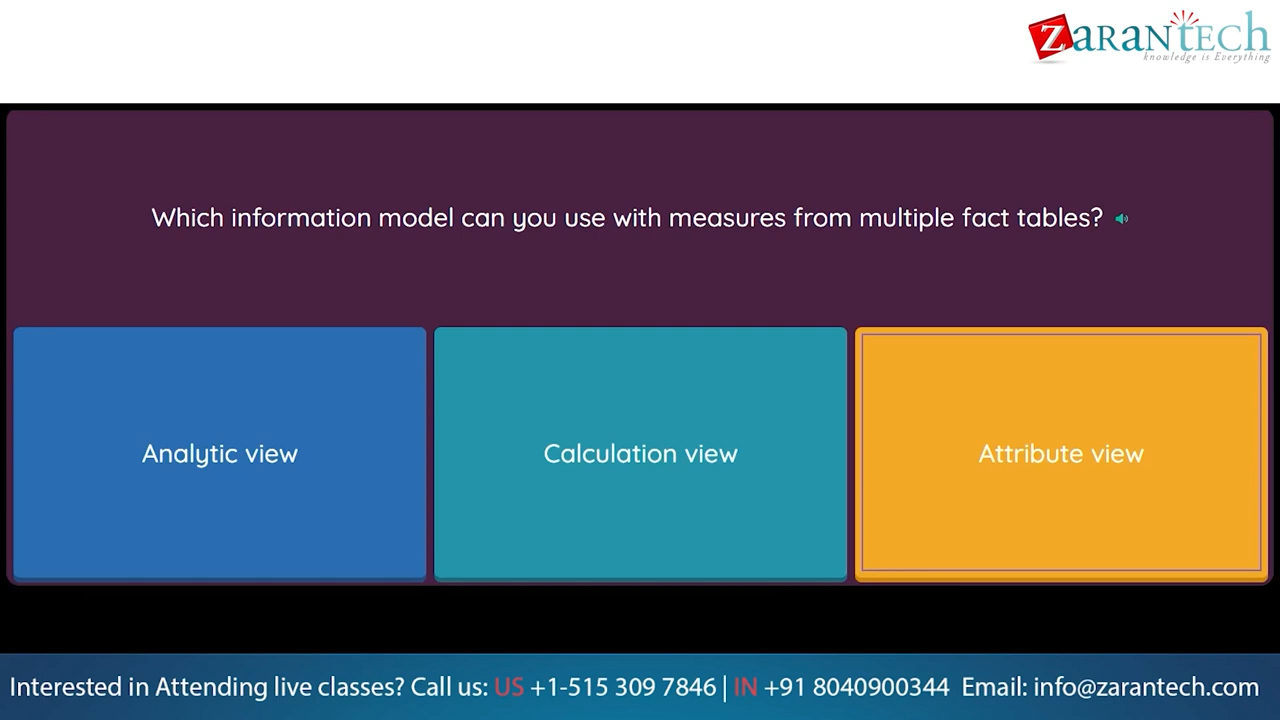 ZARANTECH
knowledge is Everything
Which information model can you use with measures from multiple fact tables?
Analytic view
Calculation view
Attribute view
Interested in Attending live classes? Call us: US +1-515 309 7846 | IN +91 8040900344 Email: info@zarantech.com